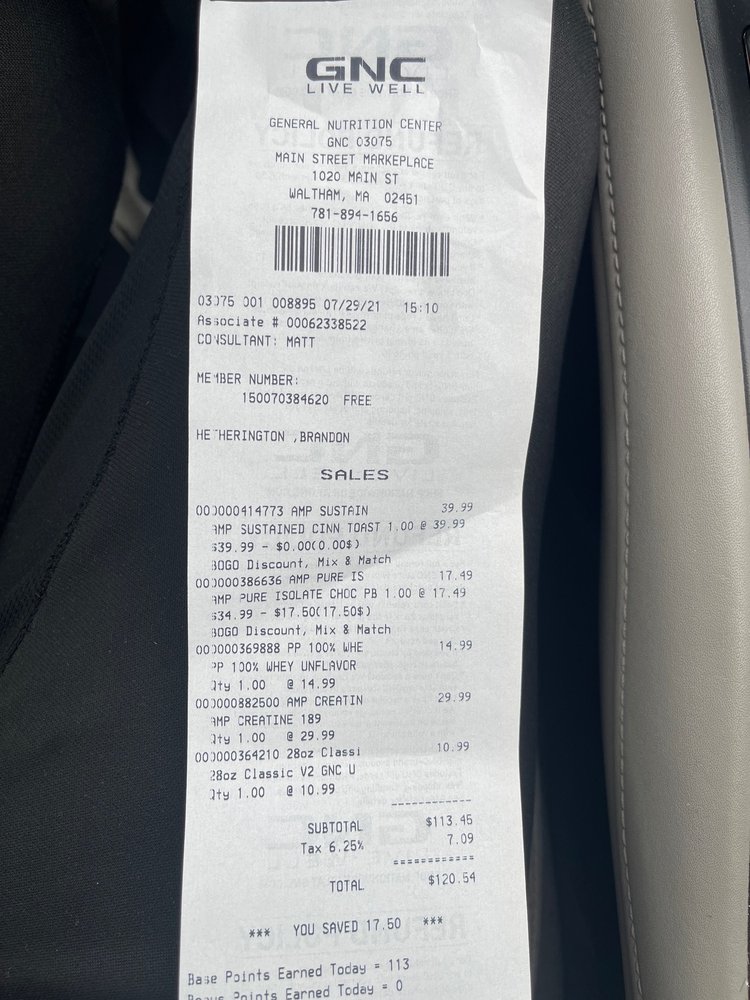 GNC
LIVE WELL
GENERAL NUTRITION CENTER
GNC 03075
MAIN STREET MARKEPLACE
1020 MAIN ST
WALTHAM, MA 02451
781-894-1656
03075 001 008895 07/29/21 15:10
Associate # 00062338522
CONSULTANT: MATT
MEMBER NUMBER:
150070384620 FREE
HETHERINGTON ,BRANDON
SALES
000000414773 AMP SUSTAIN 39.99
AMP SUSTAINED CINN TOAST 1.00 @ 39.99
$39.99 - $0.00(0.00$)
BOGO Discount, Mix & Match
000000386636 AMP PURE IS 17.49
AMP PURE ISOLATE CHOC PB 1.00 @ 17.49
$34.99 - $17.50(17.50$)
BOGO Discount, Mix & Match
000000369888 PP 100% WHE 14.99
PP 100% WHEY UNFLAVOR
Qty 1.00 @ 14.99
000000882500 AMP CREATIN 29.99
AMP CREATINE 189
Qty 1.00 @ 29.99
000000364210 28oz Classi 10.99
28oz Classic V2 GNC U
Qty 1.00 @ 10.99
SUBTOTAL $113.45
Tax 6.25% 7.09
TOTAL $120.54
*** YOU SAVED 17.50 ***
Base Points Earned Today = 113
Bonus Points Earned Today = 0